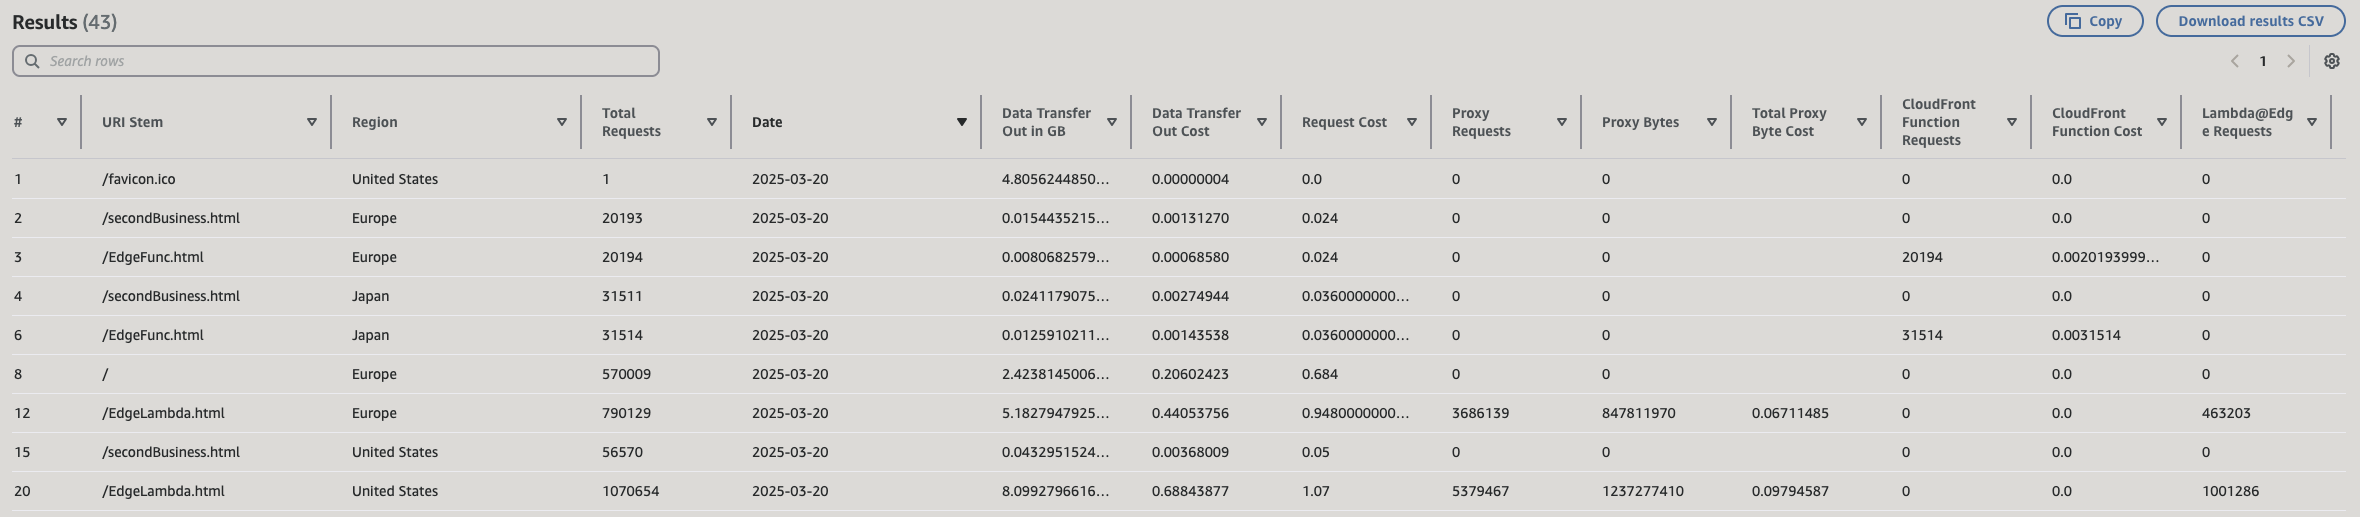 Results (43)
Copy
Download results CSV
Search rows
1
# URI Stem Region Total Requests Date Data Transfer Out in GB Data Transfer Out Cost Request Cost Proxy Requests Proxy Bytes Total Proxy Byte Cost CloudFront Function Requests CloudFront Function Cost Lambda@Edge Requests
1 /favicon.ico United States 1 2025-03-20 4.8056244850... 0.00000004 0.0 0 0 0 0.0 0
2 /secondBusiness.html Europe 20193 2025-03-20 0.0154435215... 0.00131270 0.024 0 0 0 0.0 0
3 /EdgeFunc.html Europe 20194 2025-03-20 0.0080682579... 0.00068580 0.024 0 0 20194 0.0020193999... 0
4 /secondBusiness.html Japan 31511 2025-03-20 0.0241179075... 0.00274944 0.0360000000... 0 0 0 0.0 0
6 /EdgeFunc.html Japan 31514 2025-03-20 0.0125910211... 0.00143538 0.0360000000... 0 0 31514 0.0031514 0
8 / Europe 570009 2025-03-20 2.4238145006... 0.20602423 0.684 0 0 0 0.0 0
12 /EdgeLambda.html Europe 790129 2025-03-20 5.1827947925... 0.44053756 0.9480000000... 3686139 847811970 0.06711485 0 0.0 463203
15 /secondBusiness.html United States 56570 2025-03-20 0.0432951524... 0.00368009 0.05 0 0 0 0.0 0
20 /EdgeLambda.html United States 1070654 2025-03-20 8.0992796616... 0.68843877 1.07 5379467 1237277410 0.09794587 0 0.0 1001286